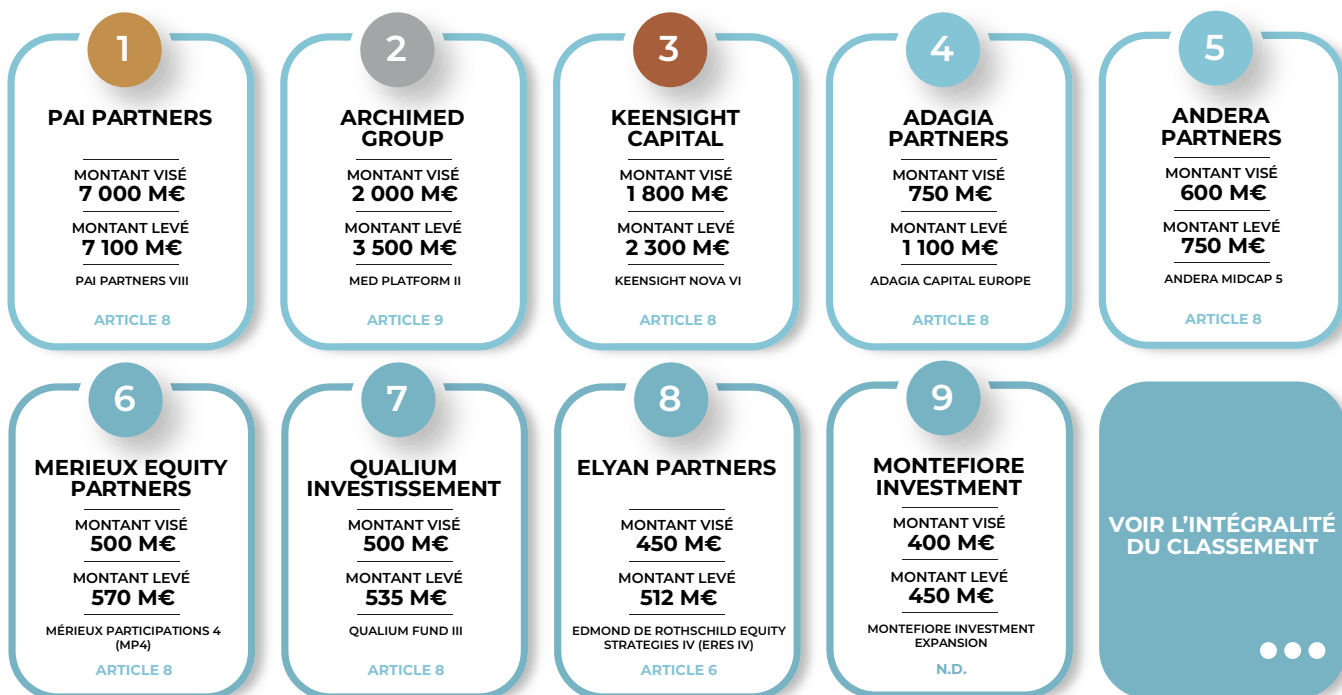 1
PAI PARTNERS
MONTANT VISÉ
7 000 M€
MONTANT LEVÉ
7 100 M€
PAI PARTNERS VIII
ARTICLE 8
2
ARCHIMED
GROUP
MONTANT VISÉ
2 000 M€
MONTANT LEVÉ
3 500 M€
MED PLATFORM II
ARTICLE 9
3
KEENSIGHT
CAPITAL
MONTANT VISÉ
1 800 M€
MONTANT LEVÉ
2 300 M€
KEENSIGHT NOVA VI
ARTICLE 8
4
ADAGIA
PARTNERS
MONTANT VISÉ
750 M€
MONTANT LEVÉ
1 100 M€
ADAGIA CAPITAL EUROPE
ARTICLE 8
5
ANDERA
PARTNERS
MONTANT VISÉ
600 M€
MONTANT LEVÉ
750 M€
ANDERA MIDCAP 5
ARTICLE 8
6
MERIEUX EQUITY
PARTNERS
MONTANT VISÉ
500 M€
MONTANT LEVÉ
570 M€
MÉRIEUX PARTICIPATIONS 4
(MP4)
ARTICLE 8
7
QUALIUM
INVESTISSEMENT
MONTANT VISÉ
500 M€
MONTANT LEVÉ
535 M€
QUALIUM FUND III
ARTICLE 8
8
ELYAN PARTNERS
MONTANT VISÉ
450 M€
MONTANT LEVÉ
512 M€
EDMOND DE ROTHSCHILD EQUITY
STRATEGIES IV (ERES IV)
ARTICLE 6
9
MONTEFIORE
INVESTMENT
MONTANT VISÉ
400 M€
MONTANT LEVÉ
450 M€
MONTEFIORE INVESTMENT
EXPANSION
N.D.
VOIR L'INTÉGRALITÉ
DU CLASSEMENT